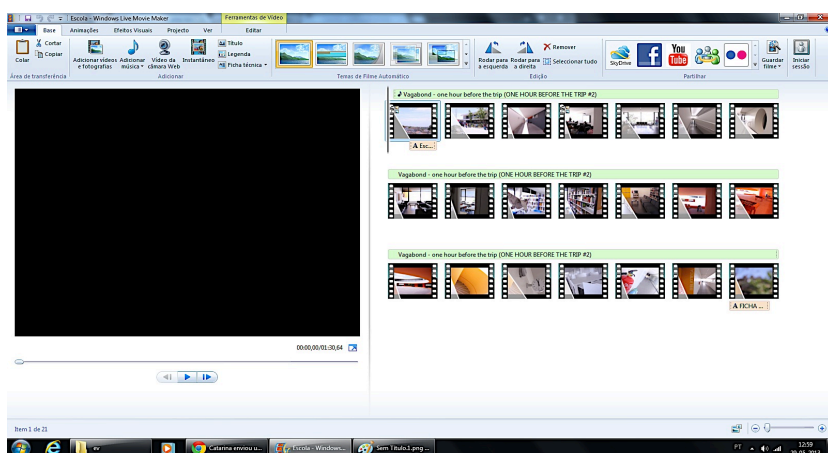 Escola - Windows Live Movie Maker
Ferramentas de Vídeo
Base Animações Efeitos Visuais Projeto Ver Editar
Colar
Cortar
Copiar
Adicionar vídeos e fotografias
Adicionar música
Vídeo da câmara Web
Instantâneo
Título
Legenda
Ficha técnica
Rodar para a esquerda
Rodar para a direita
Remover
Selecionar tudo
SkyDrive
f
You Tube
Guardar filme
Iniciar sessão
Área de transferência
Adicionar
Temas de Filme Automático
Edição
Partilhar
Vagabond - one hour before the trip (ONE HOUR BEFORE THE TRIP #2)
A Esc...
Vagabond - one hour before the trip (ONE HOUR BEFORE THE TRIP #2)
Vagabond - one hour before the trip (ONE HOUR BEFORE THE TRIP #2)
A FICHA ...
00:00,00/01:30,64
Item 1 de 21
ev
Catarina enviou u...
Escola - Windows...
Sem Título1.png ...
PT
12:59
20-05-2013